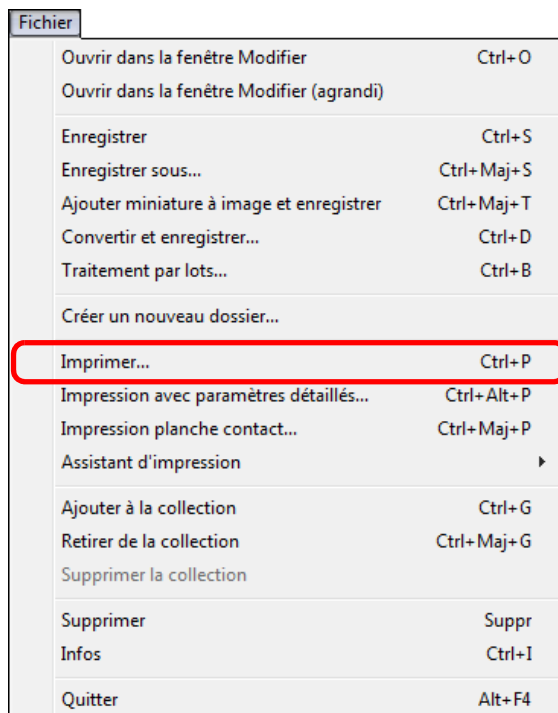 Fichier
Ouvrir dans la fenêtre Modifier Ctrl+O
Ouvrir dans la fenêtre Modifier (agrandi)
Enregistrer Ctrl+S
Enregistrer sous... Ctrl+Maj+S
Ajouter miniature à image et enregistrer Ctrl+Maj+T
Convertir et enregistrer... Ctrl+D
Traitement par lots... Ctrl+B
Créer un nouveau dossier...
Imprimer... Ctrl+P
Impression avec paramètres détaillés... Ctrl+Alt+P
Impression planche contact... Ctrl+Maj+P
Assistant d'impression
Ajouter à la collection Ctrl+G
Retirer de la collection Ctrl+Maj+G
Supprimer la collection
Supprimer Suppr
Infos Ctrl+I
Quitter Alt+F4